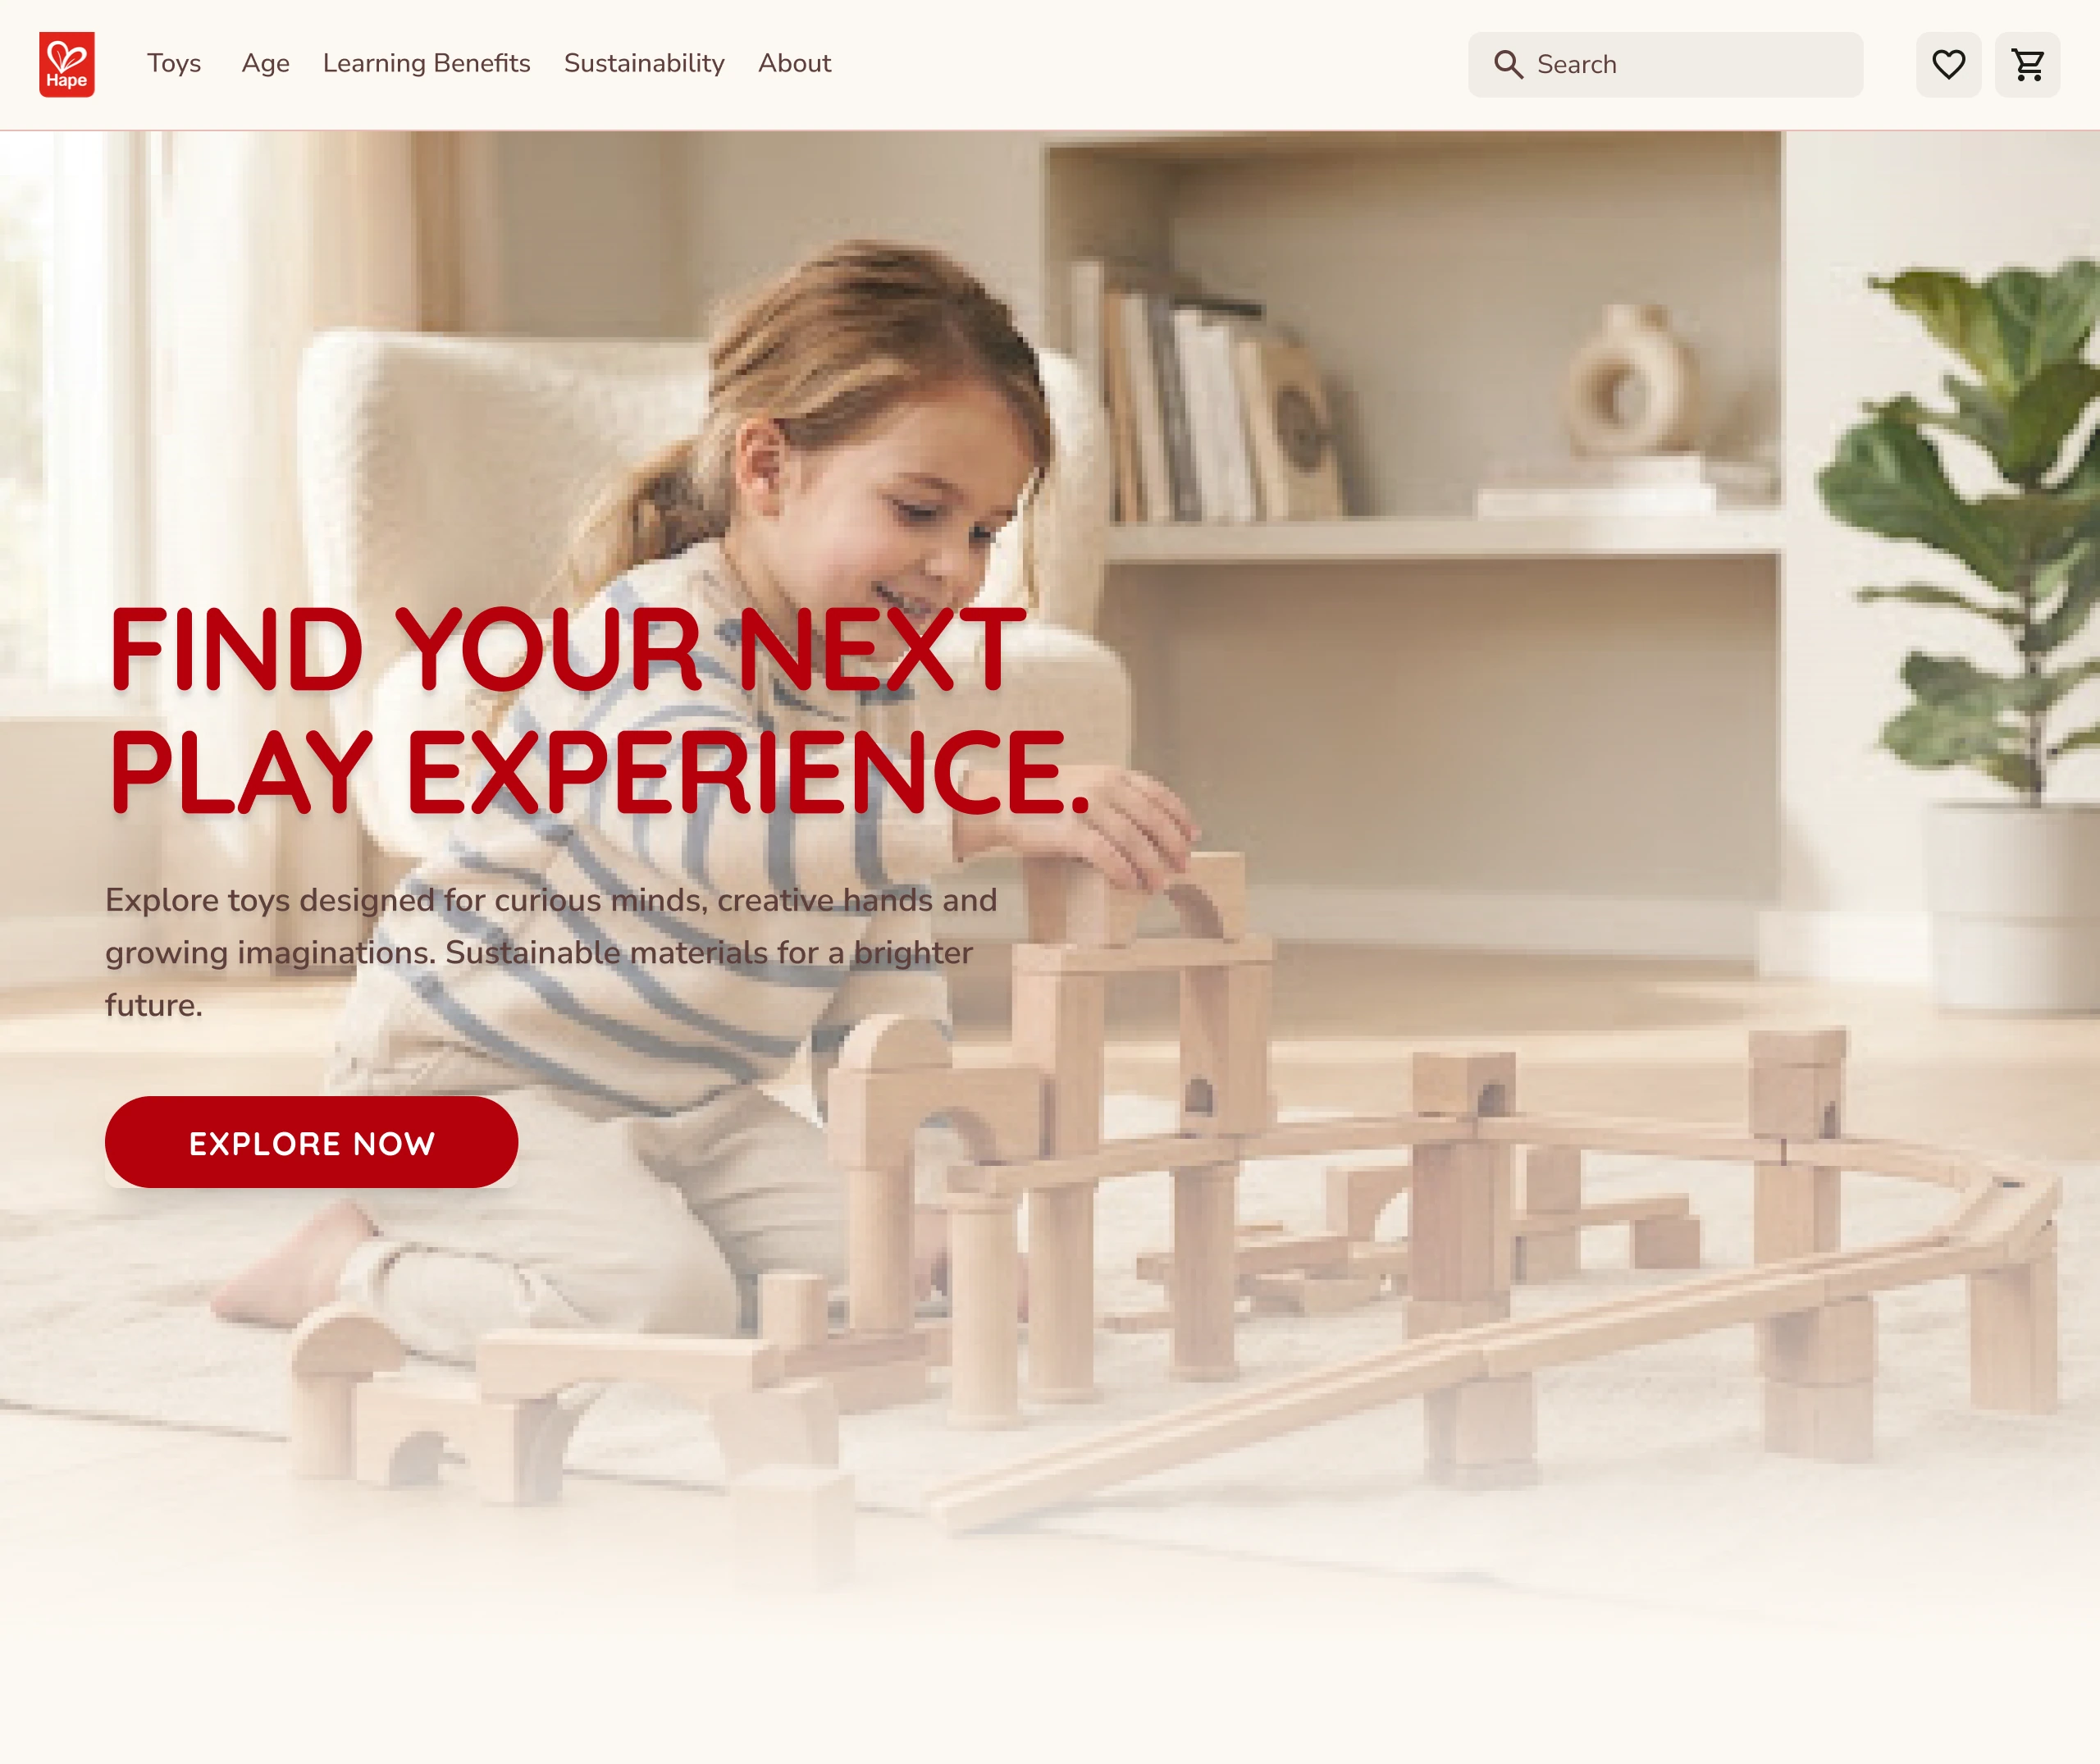 Hape
Toys
Age
Learning Benefits
Sustainability
About
Search
FIND YOUR NEXT
PLAY EXPERIENCE.
Explore toys designed for curious minds, creative hands and
growing imaginations. Sustainable materials for a brighter
future.
EXPLORE NOW